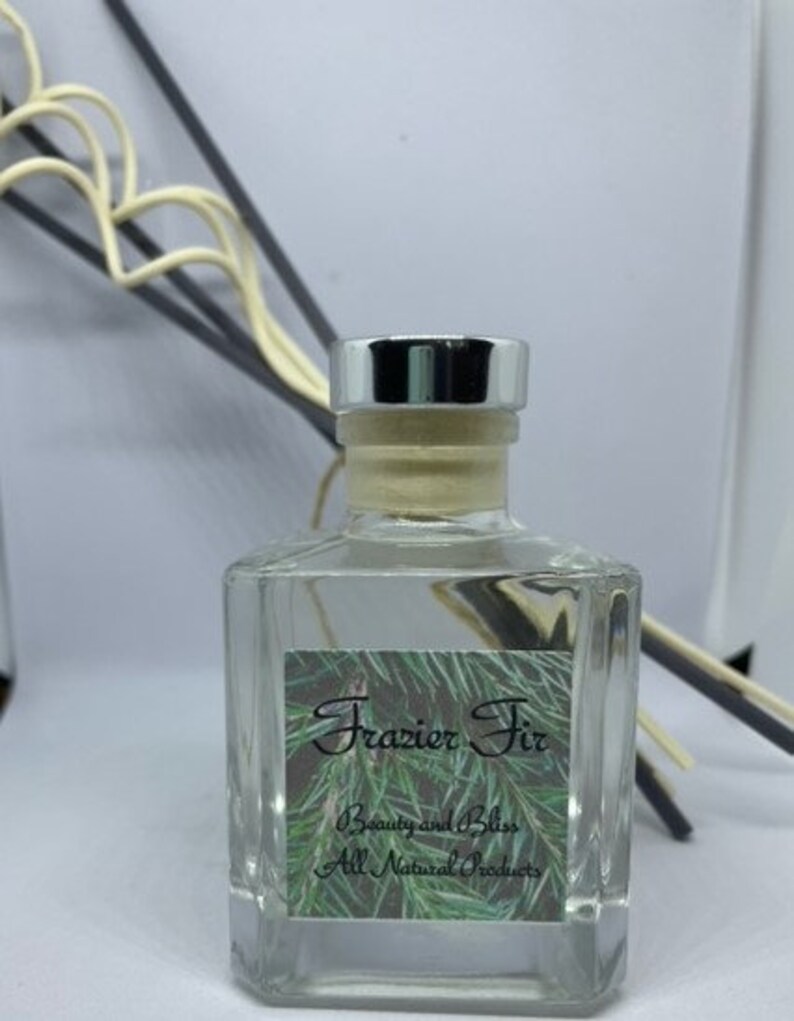 Frazier Fir
Beauty and Bliss
All Natural Products